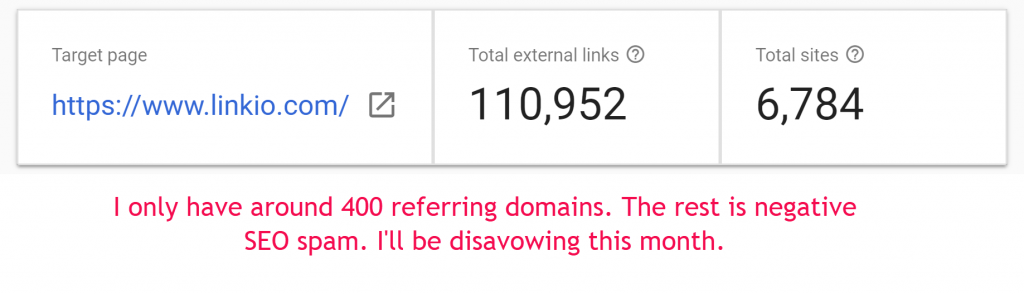 Target page
https://www.linkio.com/
Total external links
110,952
Total sites
6,784
I only have around 400 referring domains. The rest is negative
SEO spam. I'll be disavowing this month.